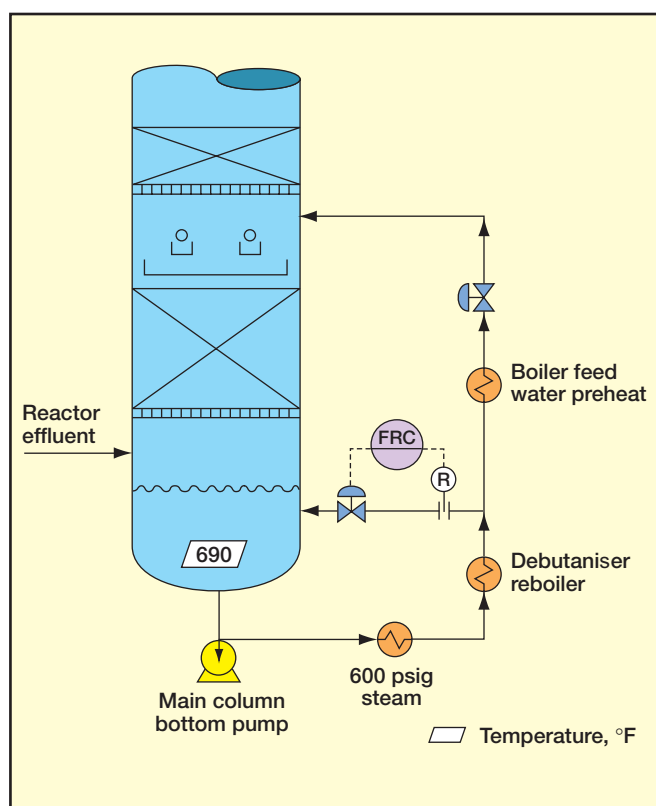 FRC
Boiler feed
water preheat
Reactor
effluent
R
690
Debutaniser
reboiler
600 psig
steam
Main column
bottom pump
Temperature, °F